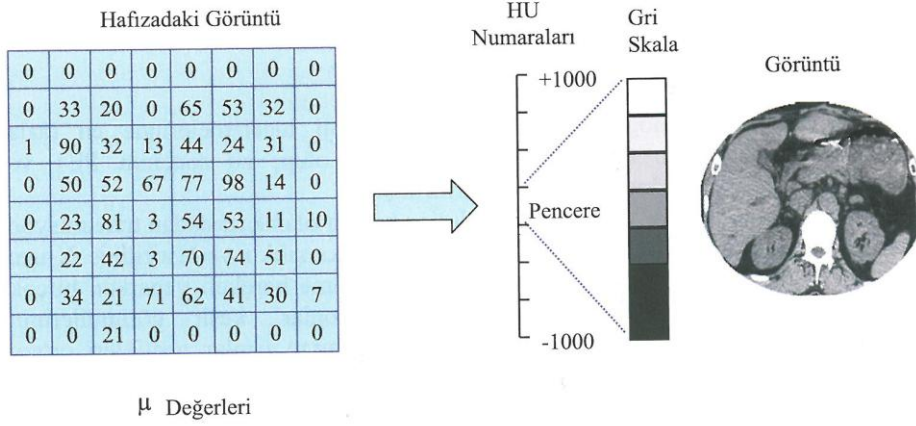 Hafızadaki Görüntü
0 0 0 0 0 0 0 0
0 33 20 0 65 53 32 0
1 90 32 13 44 24 31 0
0 50 52 67 77 98 14 0
0 23 81 3 54 53 11 10
0 22 42 3 70 74 51 0
0 34 21 71 62 41 30 7
0 0 21 0 0 0 0 0
µ Değerleri
HU
Numaraları
+1000
Pencere
-1000
Gri
Skala
Görüntü